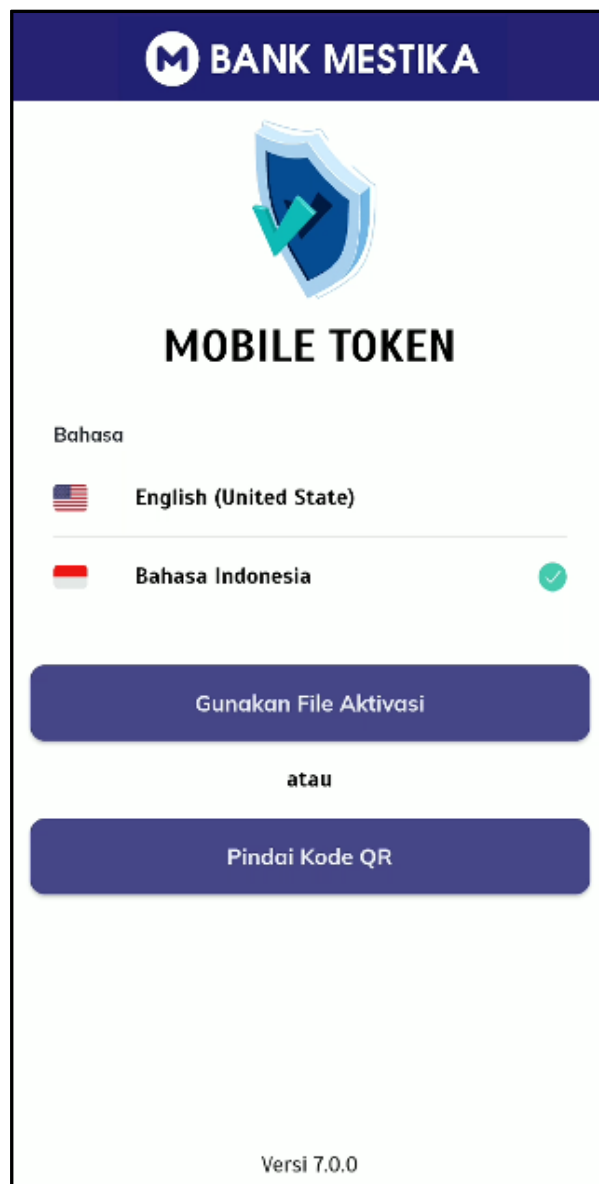 BANK MESTIKA
MOBILE TOKEN
Bahasa
English (United State)
Bahasa Indonesia
Gunakan File Aktivasi
atau
Pindai Kode QR
Versi 7.0.0